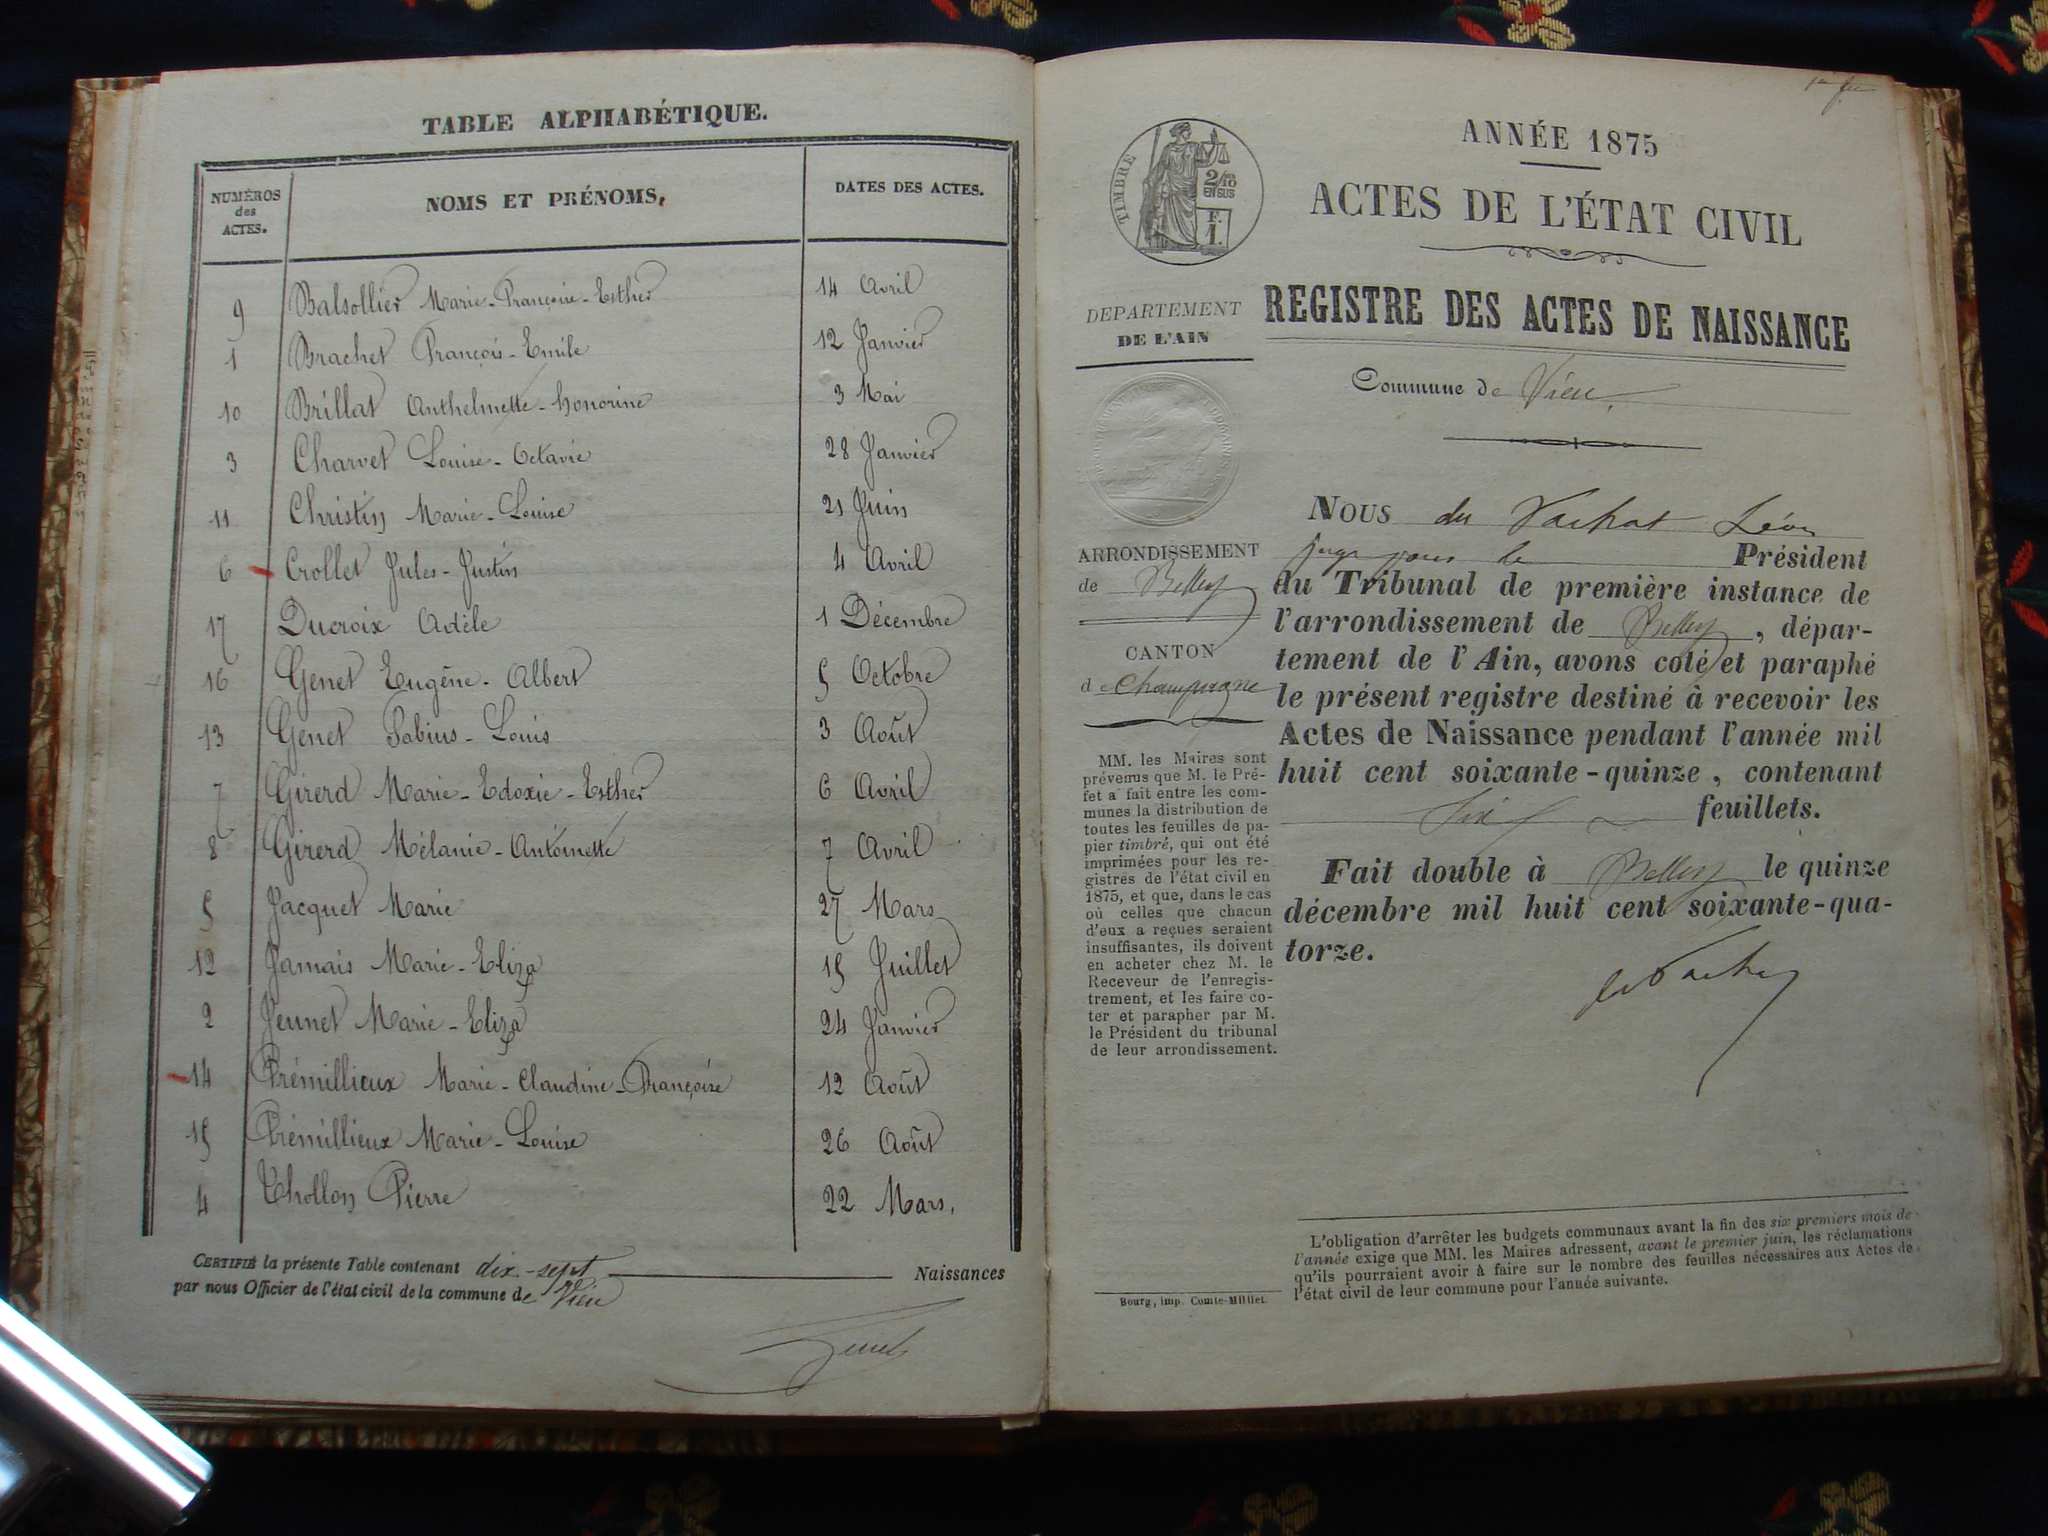 TABLE ALPHABÉTIQUE.
NUMÉROS des ACTES. NOMS ET PRÉNOMS, DATES DES ACTES.
9 Balsollier Marie-Françoise-Esther 14 Avril
1 Brachet François-Emile 12 Janvier
10 Brillat Anthelmette-Honorine 3 Mai
3 Charvet Louise-Octavie 28 Janvier
11 Christin Marie-Louise 21 Juin
6 Crollet Jules-Justin 4 Avril
17 Ducroix Adèle 1 Décembre
16 Genet Eugène-Albert 5 Octobre
13 Genet Fabius-Louis 3 Août
7 Girerd Marie-Edoxie-Esther 6 Avril
8 Girerd Mélanie-Antoinette 7 Avril
5 Jacquet Marie 27 Mars
12 Jamais Marie-Eliza 15 Juillet
2 Jeunet Marie-Eliza 24 Janvier
14 Prémillieux Marie-Claudine-Françoise 12 Août
15 Prémillieux Marie-Louise 26 Août
4 Thollon Pierre 22 Mars.
CERTIFIÉ la présente Table contenant dix-sept Naissances
par nous Officier de l'état civil de la commune de Vieu
ANNÉE 1875
ACTES DE L'ÉTAT CIVIL
REGISTRE DES ACTES DE NAISSANCE
Commune de Vieu.
TIMBRE
2/10
EN SUS
F.
1.
DEPARTEMENT
DE L'AIN
ARRONDISSEMENT
de Belley
CANTON
de Champagne
MM. les Maires sont
prévenus que M. le Pré-
fet a fait entre les com-
munes la distribution de
toutes les feuilles de pa-
pier timbré, qui ont été
imprimées pour les re-
gistres de l'état civil en
1875, et que, dans le cas
où celles que chacun
d'eux a reçues seraient
insuffisantes, ils doivent
en acheter chez M. le
Receveur de l'enregis-
trement, et les faire co-
ter et parapher par M.
le Président du tribunal
de leur arrondissement.
Bourg, imp. Comte-Milliet.
NOUS du Vachat Léon
juge pour le Président
du Tribunal de première instance de
l'arrondissement de Belley, dépar-
tement de l'Ain, avons coté et paraphé
le présent registre destiné à recevoir les
Actes de Naissance pendant l'année mil
huit cent soixante-quinze, contenant
six feuillets.
Fait double à Belley le quinze
décembre mil huit cent soixante-qua-
torze.
L'obligation d'arrêter les budgets communaux avant la fin des six premiers mois de
l'année exige que MM. les Maires adressent, avant le premier juin, les réclamations
qu'ils pourraient avoir à faire sur le nombre des feuilles nécessaires aux Actes de
l'état civil de leur commune pour l'année suivante.